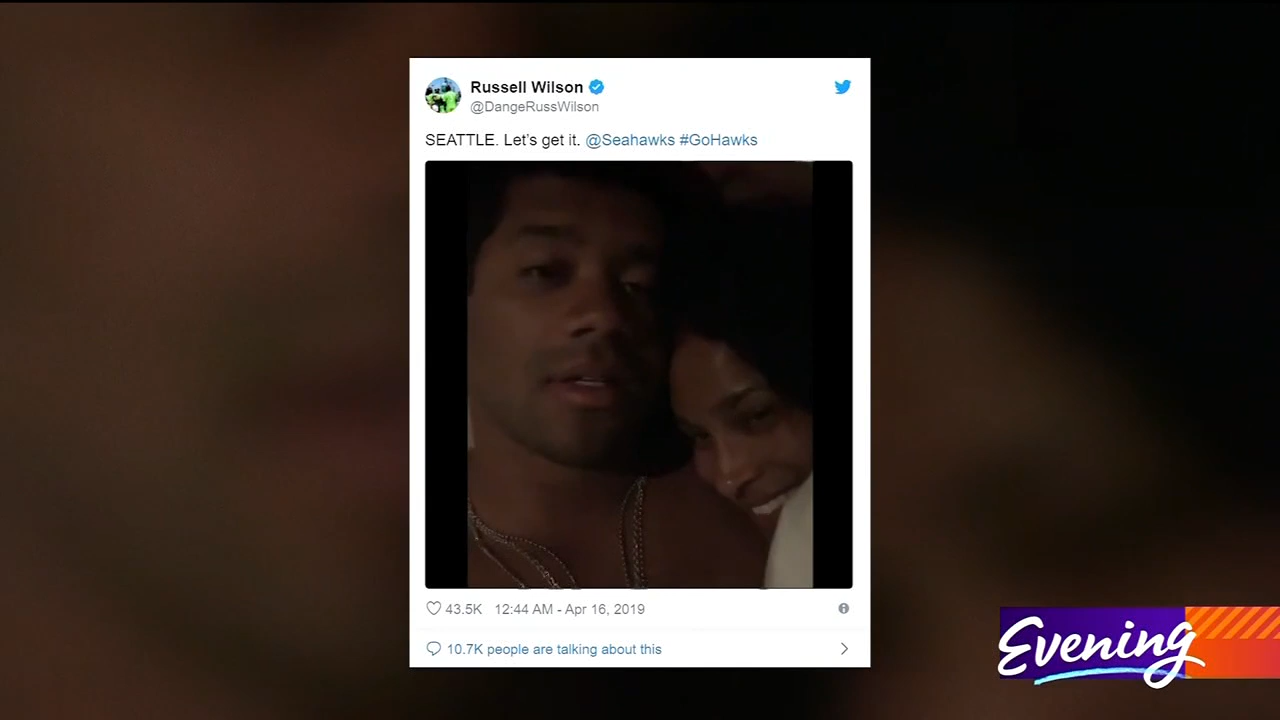 Russell Wilson
@DangeRussWilson
SEATTLE. Let's get it. @Seahawks #GoHawks
43.5K 12:44 AM - Apr 16, 2019
10.7K people are talking about this
Evening